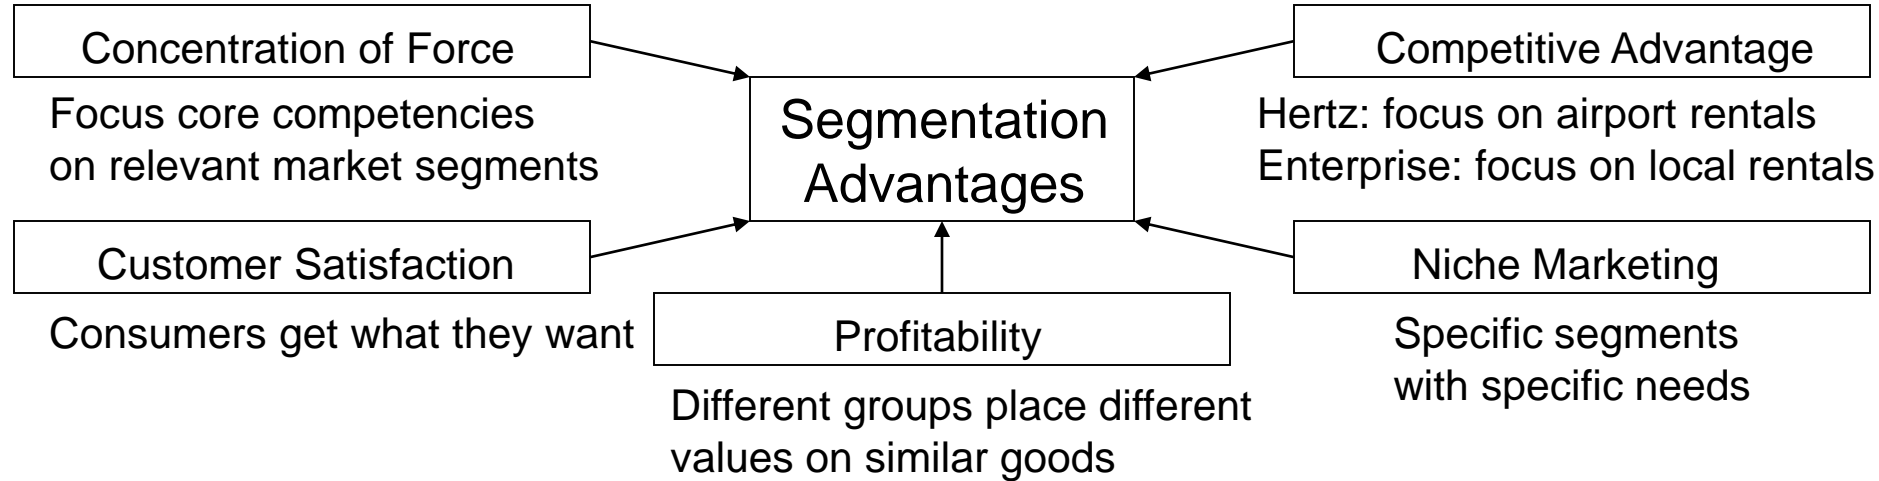 Concentration of Force
Focus core competencies
on relevant market segments
Customer Satisfaction
Consumers get what they want
Segmentation
Advantages
Profitability
Different groups place different
values on similar goods
Competitive Advantage
Hertz: focus on airport rentals
Enterprise: focus on local rentals
Niche Marketing
Specific segments
with specific needs